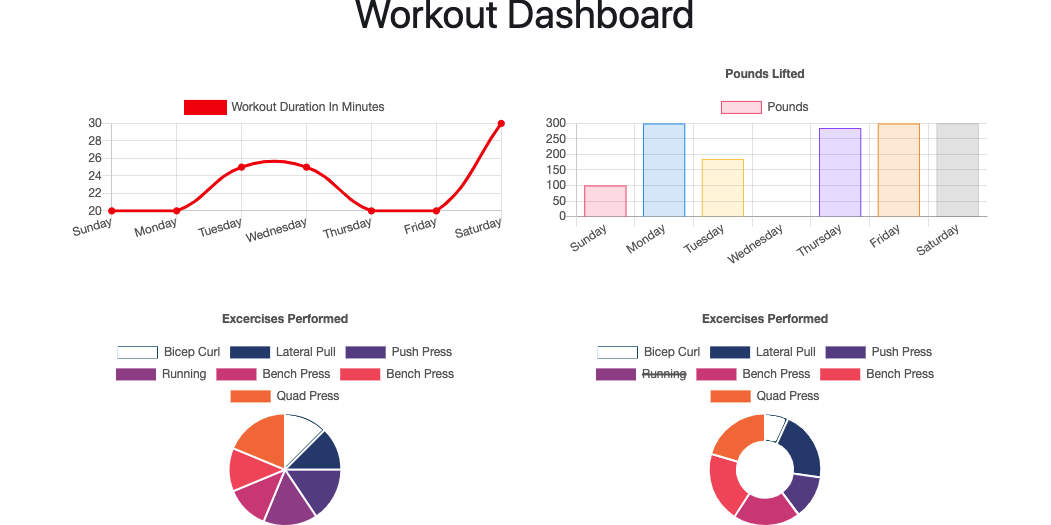 Workout Dashboard
Workout Duration In Minutes
30
28
26
24
22
20
Sunday Monday Tuesday Wednesday Thursday Friday Saturday
Pounds Lifted
Pounds
300
250
200
150
100
50
0
Sunday Monday Tuesday Wednesday Thursday Friday Saturday
Excercises Performed
Bicep Curl Lateral Pull Push Press
Running Bench Press Bench Press
Quad Press
Excercises Performed
Bicep Curl Lateral Pull Push Press
Running Bench Press Bench Press
Quad Press